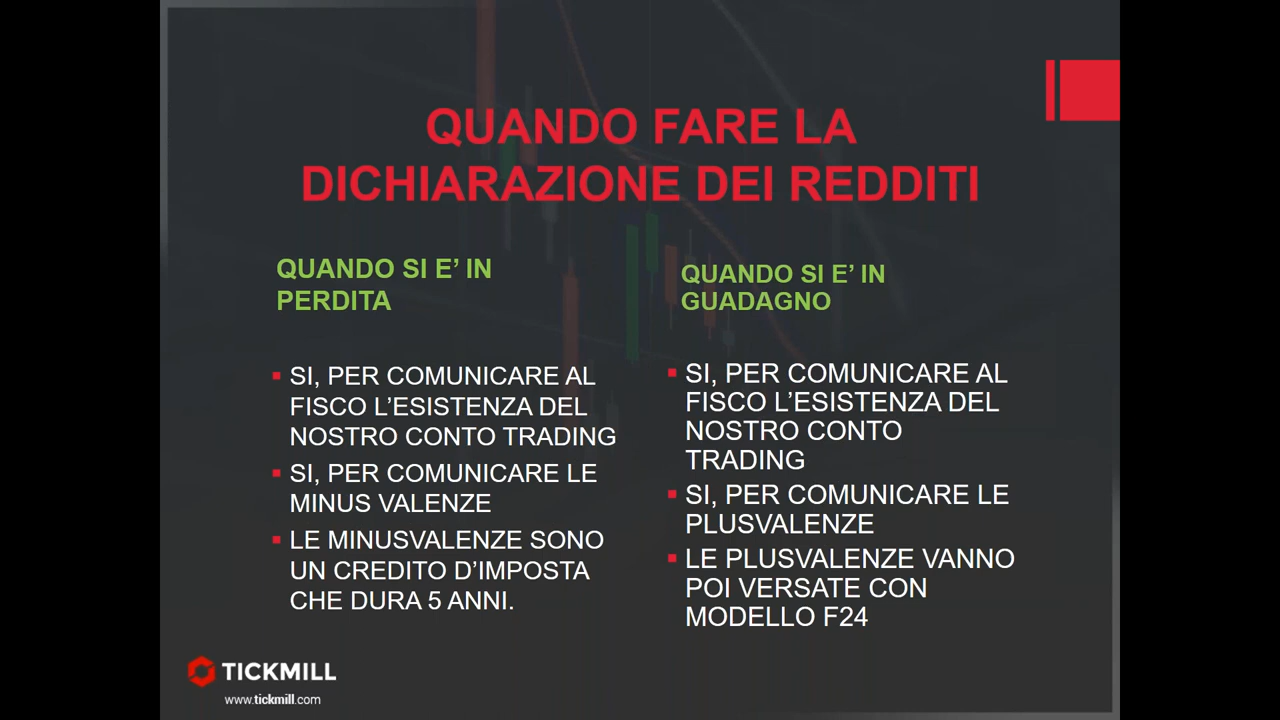 QUANDO FARE LA
DICHIARAZIONE DEI REDDITI
QUANDO SI E’ IN
PERDITA
SI, PER COMUNICARE AL
FISCO L’ESISTENZA DEL
NOSTRO CONTO TRADING
SI, PER COMUNICARE LE
MINUS VALENZE
LE MINUSVALENZE SONO
UN CREDITO D’IMPOSTA
CHE DURA 5 ANNI.
QUANDO SI E’ IN
GUADAGNO
SI, PER COMUNICARE AL
FISCO L’ESISTENZA DEL
NOSTRO CONTO
TRADING
SI, PER COMUNICARE LE
PLUSVALENZE
LE PLUSVALENZE VANNO
POI VERSATE CON
MODELLO F24
TICKMILL
www.tickmill.com